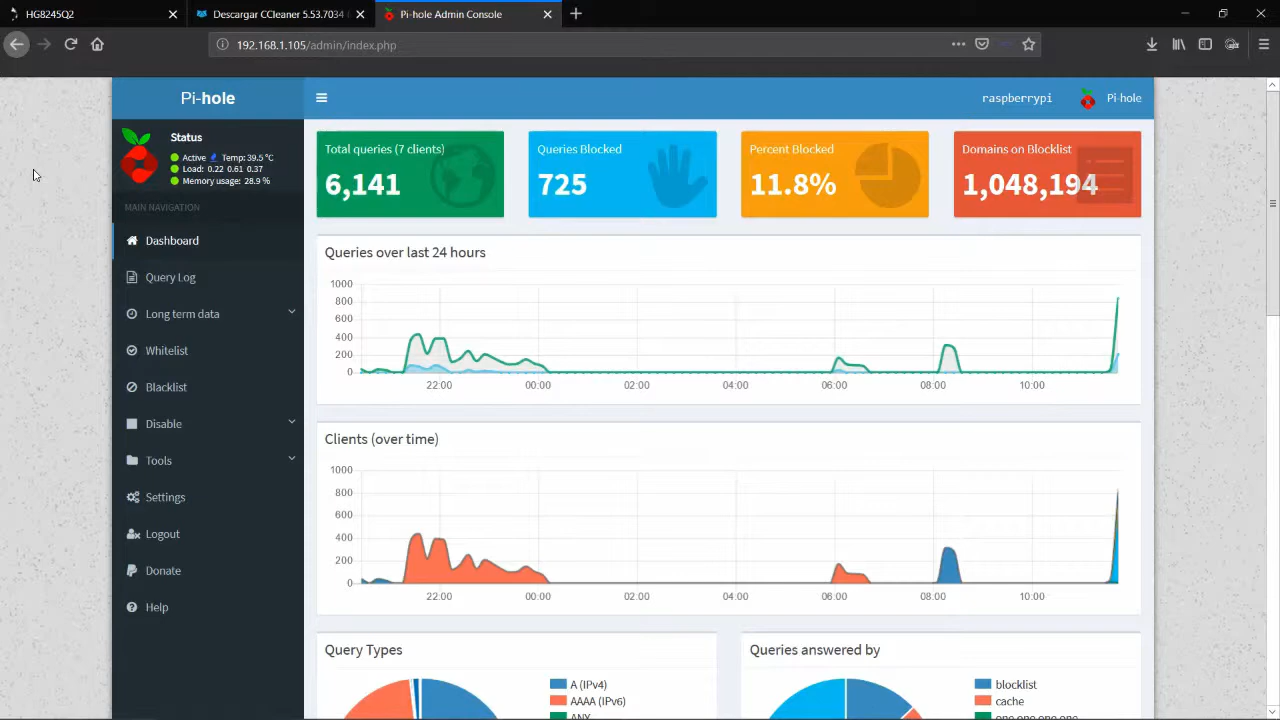 HG8245Q2
Descargar CCleaner 5.53.7034
Pi-hole Admin Console
192.168.1.105/admin/index.php
Pi-hole
raspberrypi
Pi-hole
Status
Active Temp: 39.5 °C
Load: 0.22 0.61 0.37
Memory usage: 28.9 %
MAIN NAVIGATION
Dashboard
Query Log
Long term data
Whitelist
Blacklist
Disable
Tools
Settings
Logout
Donate
Help
Total queries (7 clients)
6,141
Queries Blocked
725
Percent Blocked
11.8%
Domains on Blocklist
1,048,194
Queries over last 24 hours
1000
800
600
400
200
0
22:00 00:00 02:00 04:00 06:00 08:00 10:00
Clients (over time)
1000
800
600
400
200
0
22:00 00:00 02:00 04:00 06:00 08:00 10:00
Query Types
A (IPv4)
AAAA (IPv6)
ANY
Queries answered by
blocklist
cache
one.one.one.one